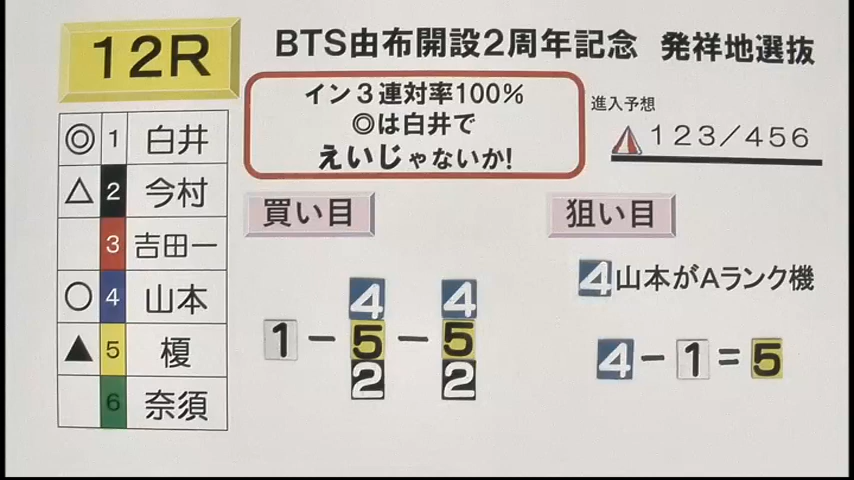 12R
BTS由布開設2周年記念 発祥地選抜
イン3連対率100%
◎は白井で
えいじゃないか!
進入予想
123/456
◎ 1 白井
△ 2 今村
3 吉田一
○ 4 山本
▲ 5 榎
6 奈須
買い目
4 4
1-5-5
2 2
狙い目
4山本がAランク機
4-1=5